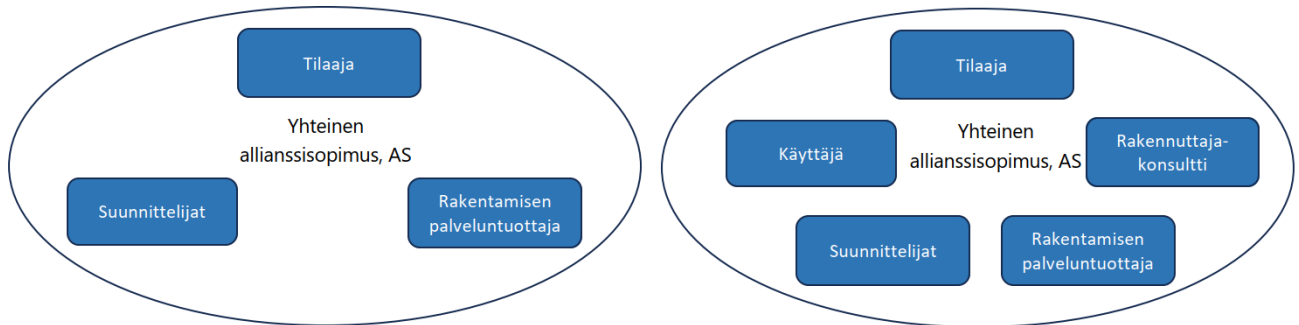 Tilaaja
Yhteinen
allianssisopimus, AS
Suunnittelijat
Rakentamisen
palveluntuottaja
Tilaaja
Käyttäjä
Yhteinen
allianssisopimus, AS
Rakennuttaja-
konsultti
Suunnittelijat
Rakentamisen
palveluntuottaja